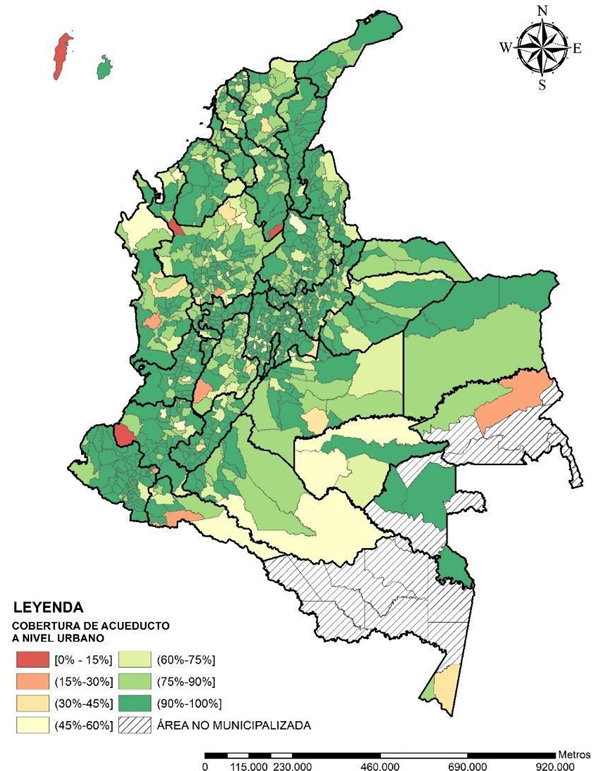 N
W
E
S
LEYENDA
COBERTURA DE ACUEDUCTO
A NIVEL URBANO
[0% - 15%]
(15%-30%]
(30%-45%]
(45%-60%]
(60%-75%]
(75%-90%]
(90%-100%]
ÁREA NO MUNICIPALIZADA
Metros
0 115.000 230.000 460.000 690.000 920.000